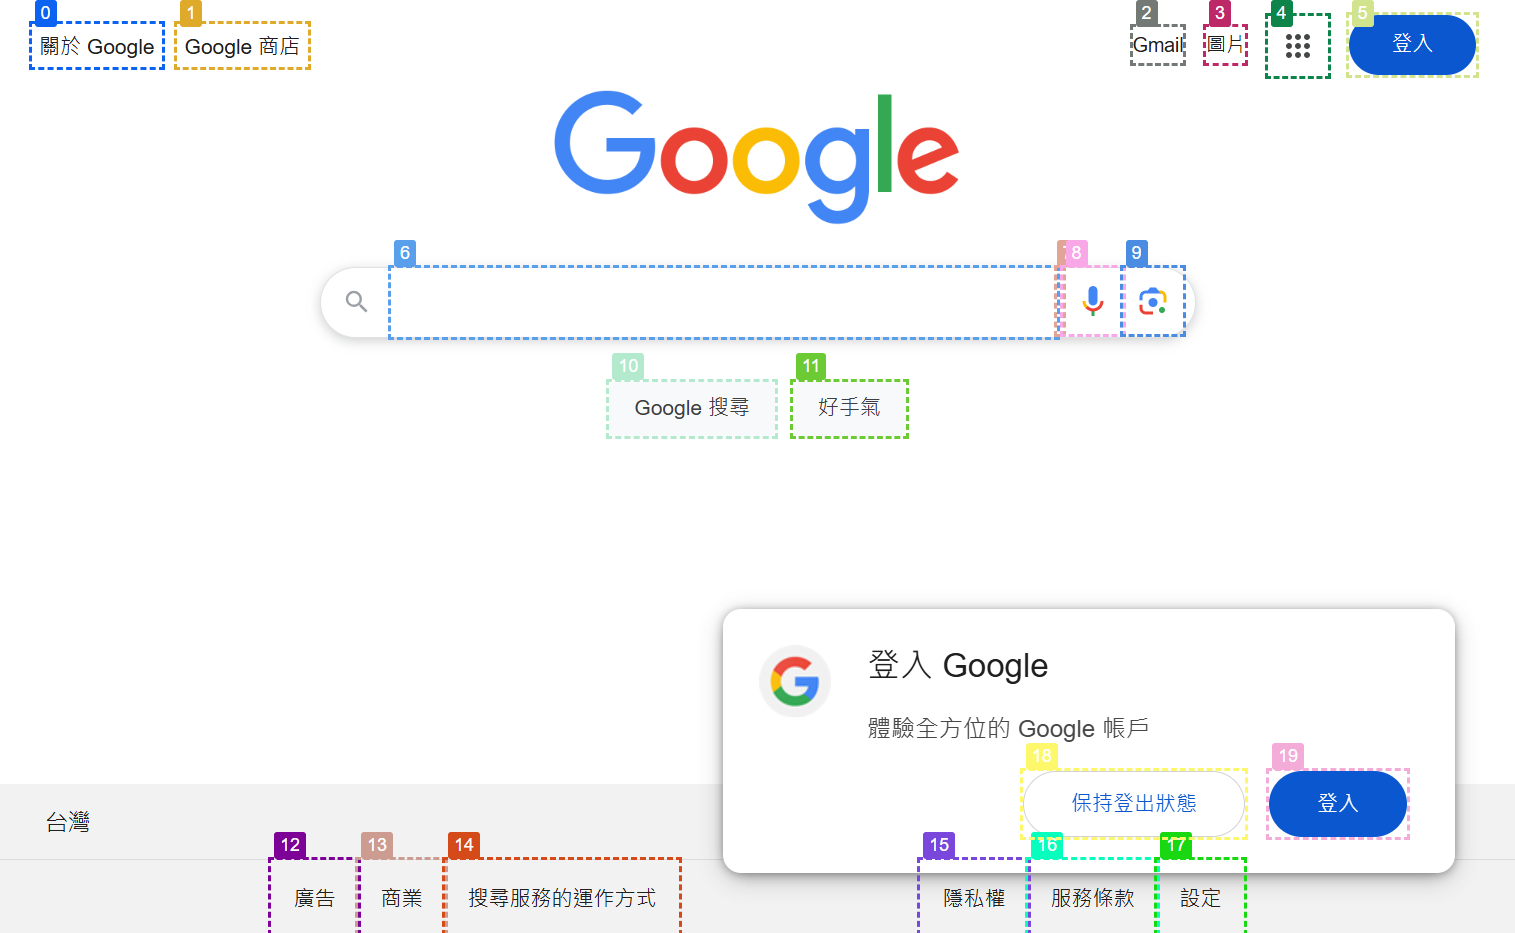 0
1
2
3
4
5
關於 Google
Google 商店
Gmail
圖片
登入
Google
6
8
9
10
11
Google 搜尋
好手氣
登入 Google
體驗全方位的 Google 帳戶
18
19
保持登出狀態
登入
台灣
12
13
14
15
16
17
廣告
商業
搜尋服務的運作方式
隱私權
服務條款
設定